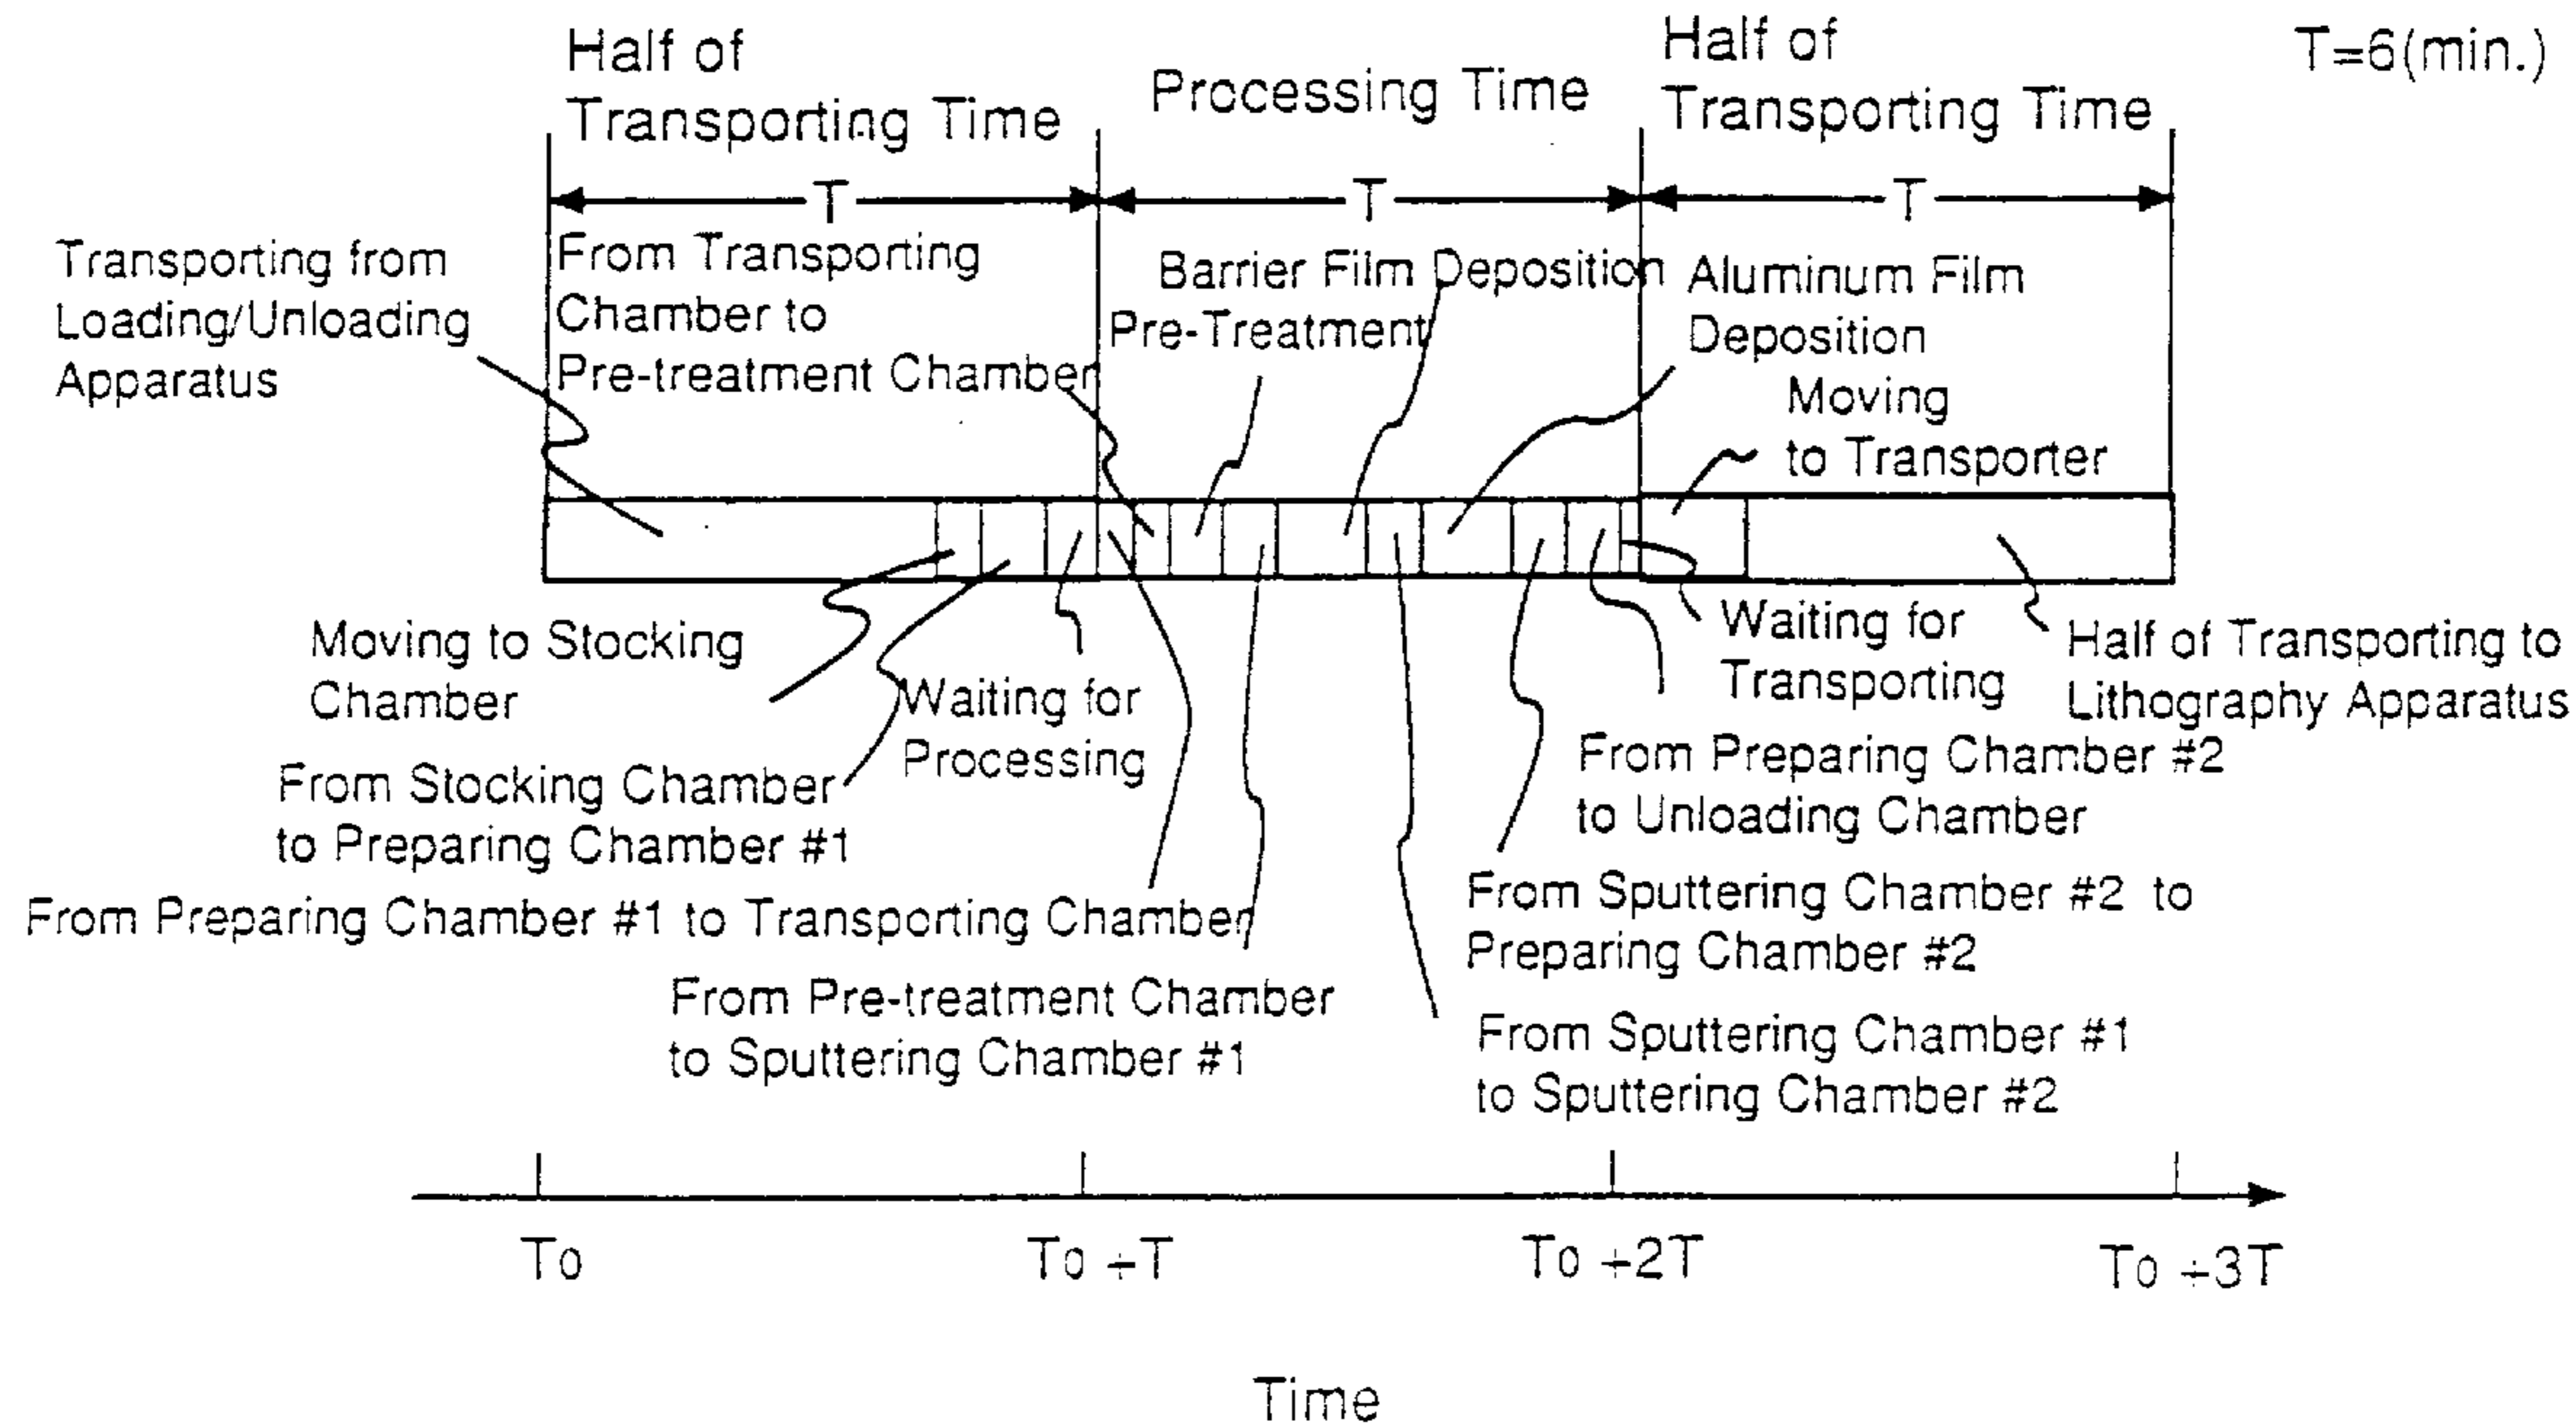 Half of
Transporting Time
Processing Time
Half of
Transporting Time
T=6(min.)
T
T
T
Transporting from
Loading/Unloading
Apparatus
From Transporting
Chamber to
Pre-treatment Chamber
Barrier Film Deposition
Pre-Treatment
Aluminum Film
Deposition
Moving
to Transporter
Moving to Stocking
Chamber
Waiting for
Processing
Waiting for
Transporting
Half of Transporting to
Lithography Apparatus
From Stocking Chamber
to Preparing Chamber #1
From Preparing Chamber #2
to Unloading Chamber
From Preparing Chamber #1 to Transporting Chamber
From Sputtering Chamber #2 to
Preparing Chamber #2
From Pre-treatment Chamber
to Sputtering Chamber #1
From Sputtering Chamber #1
to Sputtering Chamber #2
To
To +T
To +2T
To +3T
Time